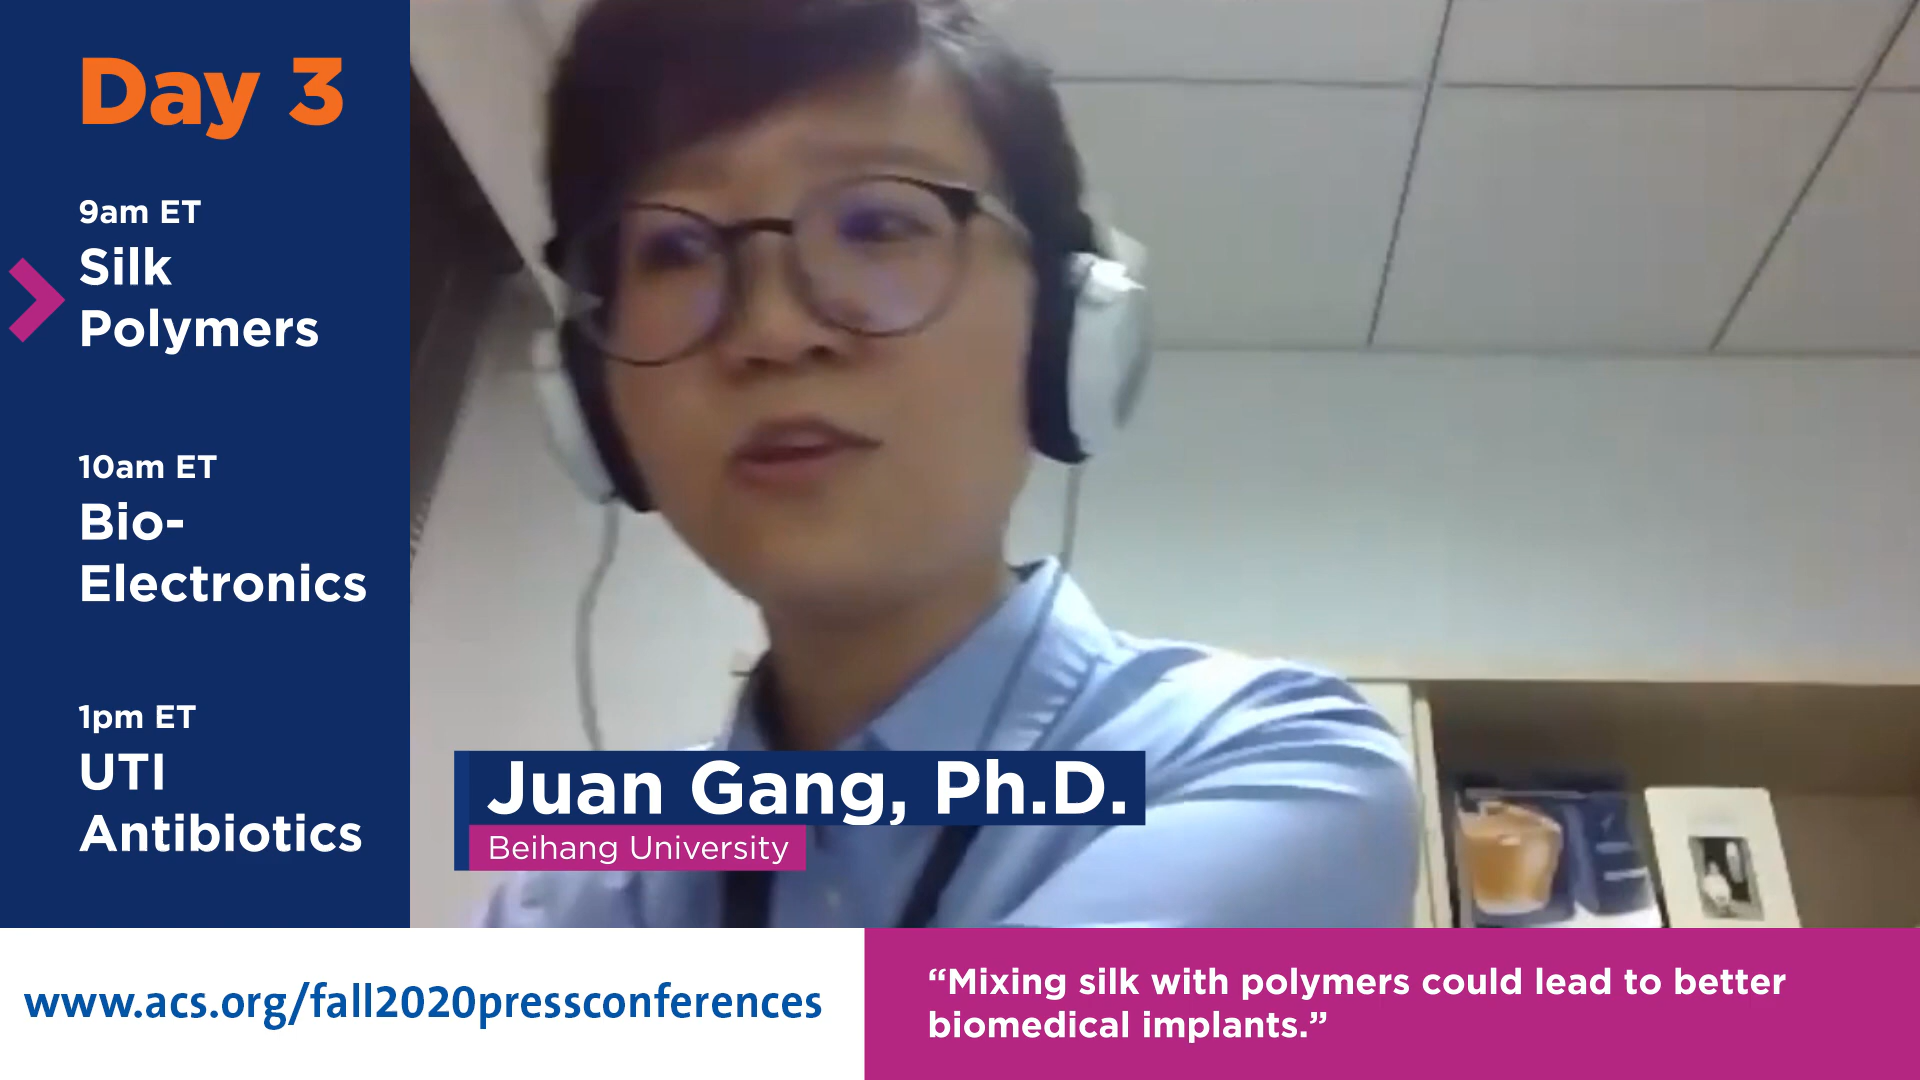 Day 3
9am ET
Silk
Polymers
10am ET
Bio-
Electronics
1pm ET
UTI
Antibiotics
Juan Gang, Ph.D.
Beihang University
www.acs.org/fall2020pressconferences
“Mixing silk with polymers could lead to better
biomedical implants.”